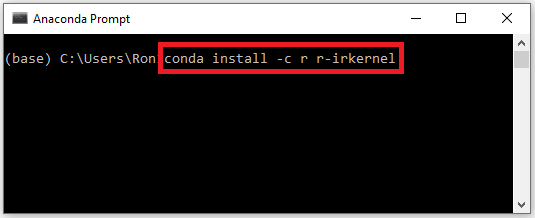 Anaconda Prompt
(base) C:\Users\Ron conda install -c r r-irkernel